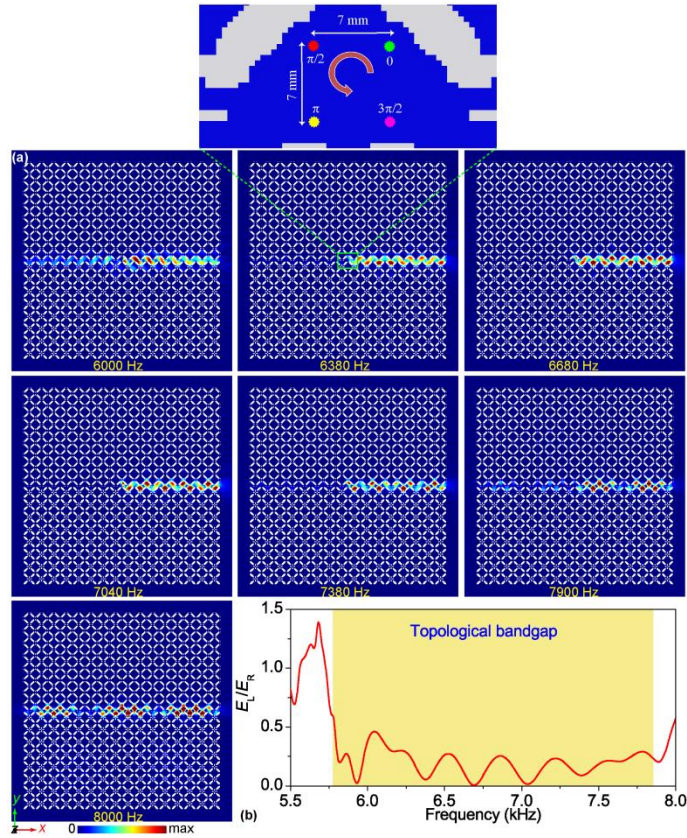 7 mm
π/2
0
7 mm
π
3π/2
(a)
6000 Hz
6380 Hz
6680 Hz
7040 Hz
7380 Hz
7900 Hz
8000 Hz
y
z
x
0
max
(b)
Topological bandgap
E_L/E_R
1.5
1.0
0.5
0.0
5.5
6.0
6.5
7.0
7.5
8.0
Frequency (kHz)